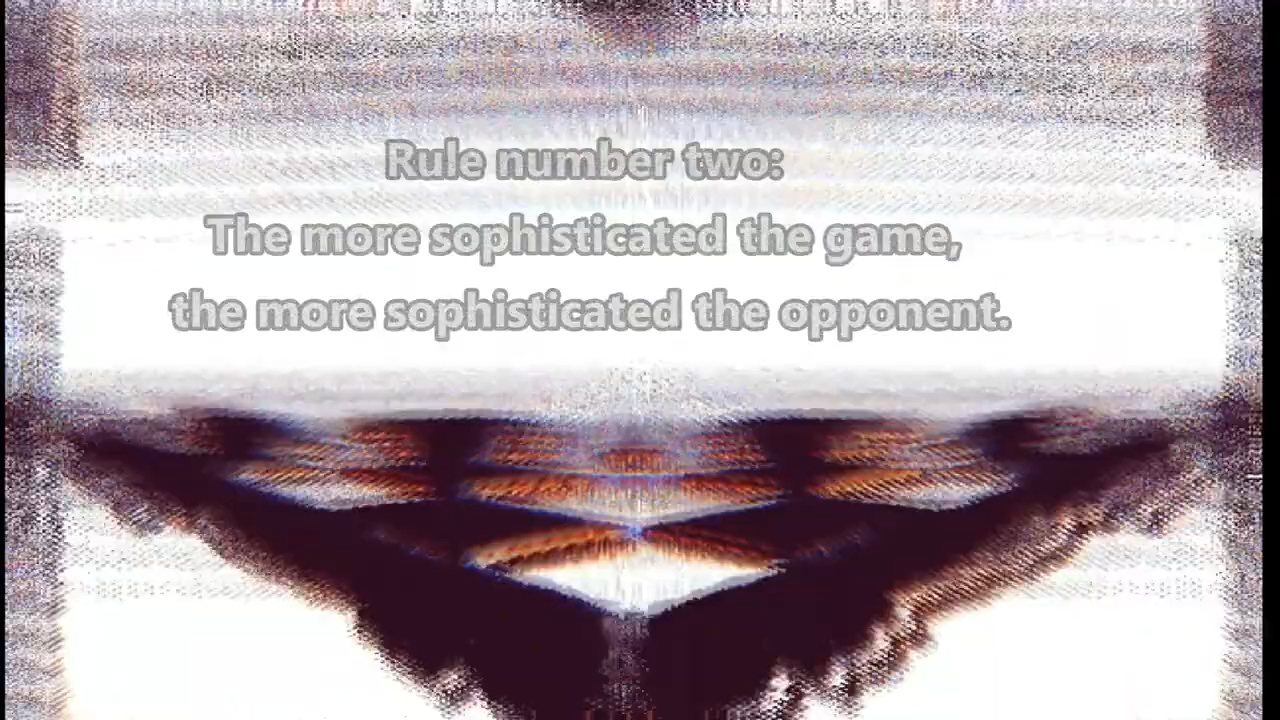 Rule number two:
The more sophisticated the game,
the more sophisticated the opponent.